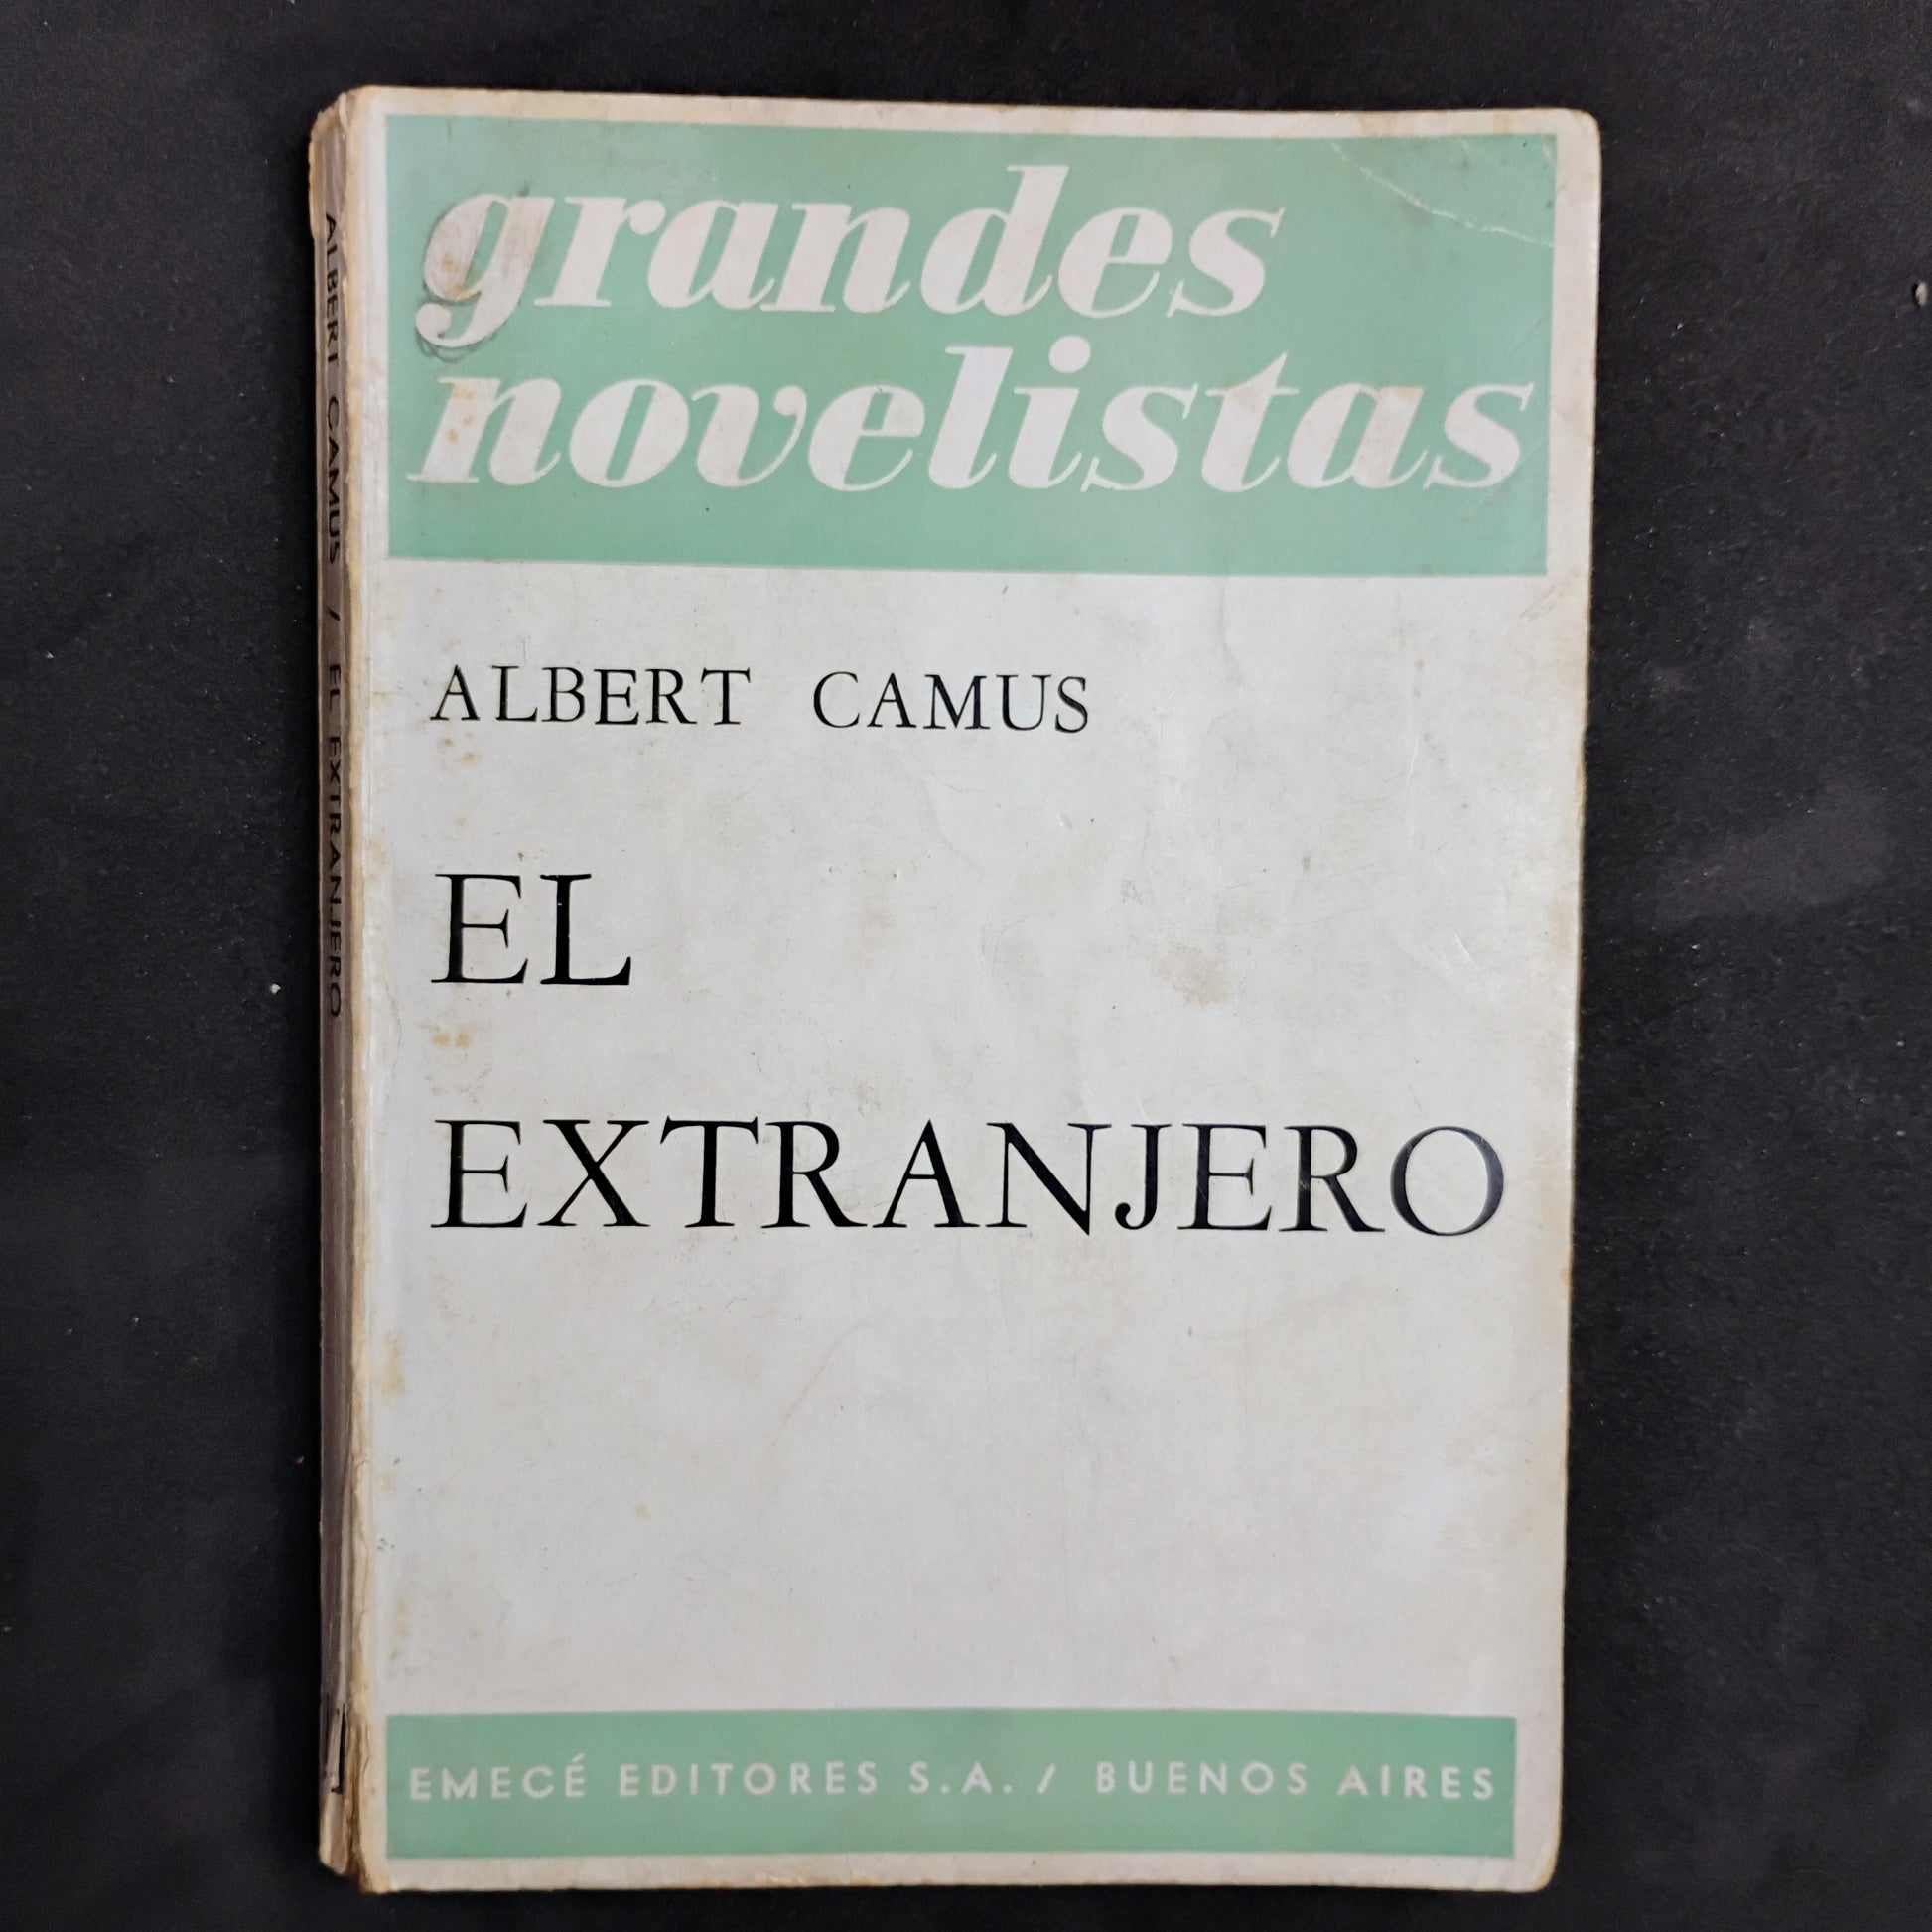 grandes
novelistas
ALBERT CAMUS
EL
EXTRANJERO
EMECÉ EDITORES S.A. / BUENOS AIRES
ALBERT CAMUS / EL EXTRANJERO